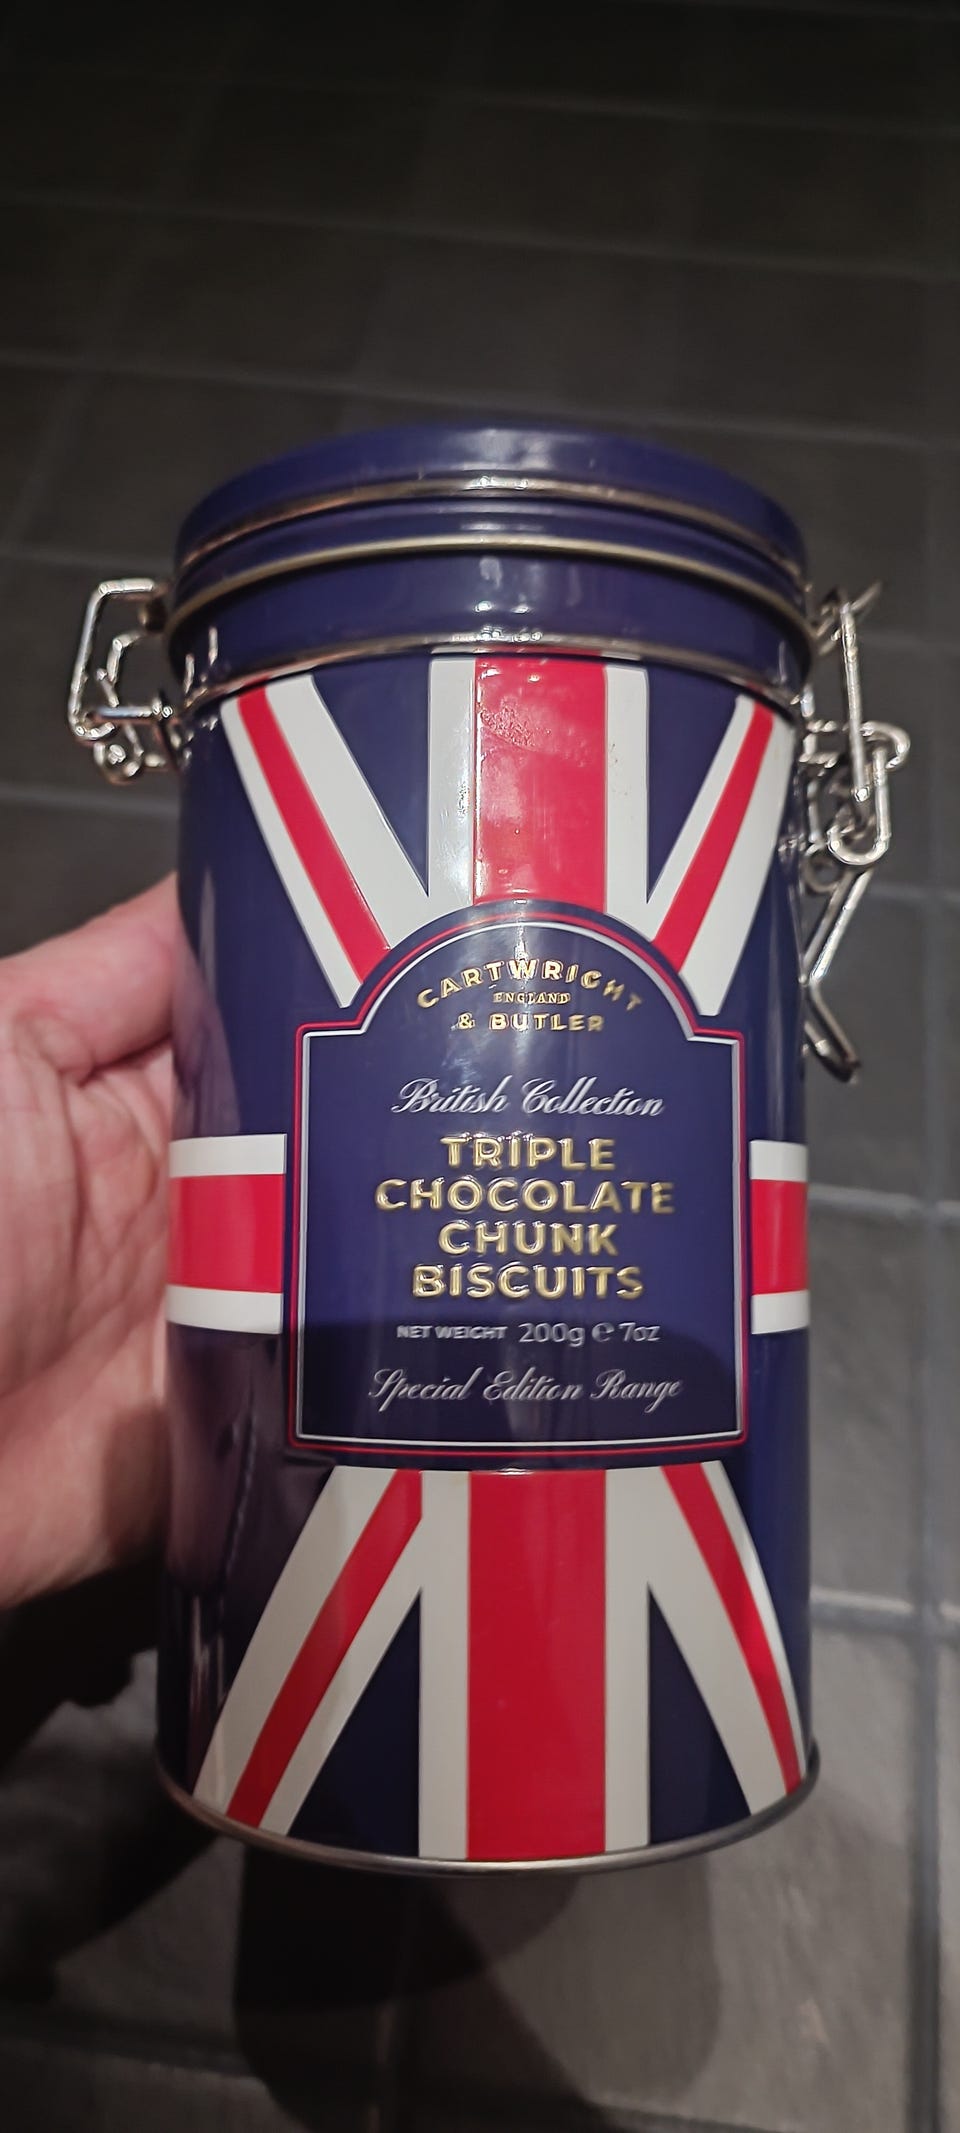 CARTWRIGHT
ENGLAND
& BUTLER
British Collection
TRIPLE
CHOCOLATE
CHUNK
BISCUITS
NET WEIGHT 200g ℮ 7oz
Special Edition Range